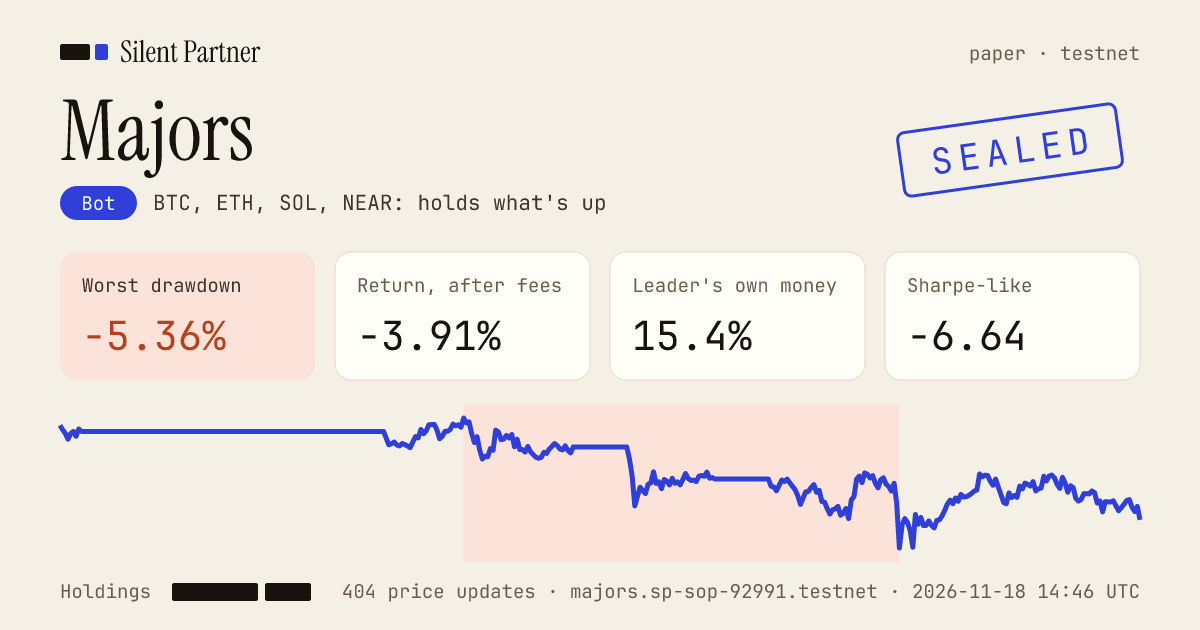 Silent Partner
paper · testnet
Majors
SEALED
Bot
BTC, ETH, SOL, NEAR: holds what's up
Worst drawdown
-5.36%
Return, after fees
-3.91%
Leader's own money
15.4%
Sharpe-like
-6.64
Holdings
404 price updates · majors.sp-sop-92991.testnet · 2026-11-18 14:46 UTC